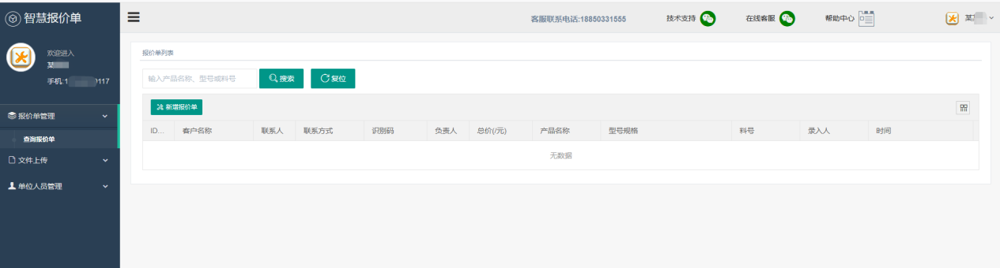 智慧报价单
客服联系电话:18850331555
技术支持
在线客服
帮助中心
某
欢迎进入
某
手机:1 0117
报价单管理
查询报价单
文件上传
单位人员管理
报价单列表
输入产品名称、型号或料号
搜索
复位
新增报价单
ID... 客户名称 联系人 联系方式 识别码 负责人 总价(/元) 产品名称 型号规格 料号 录入人 时间
无数据